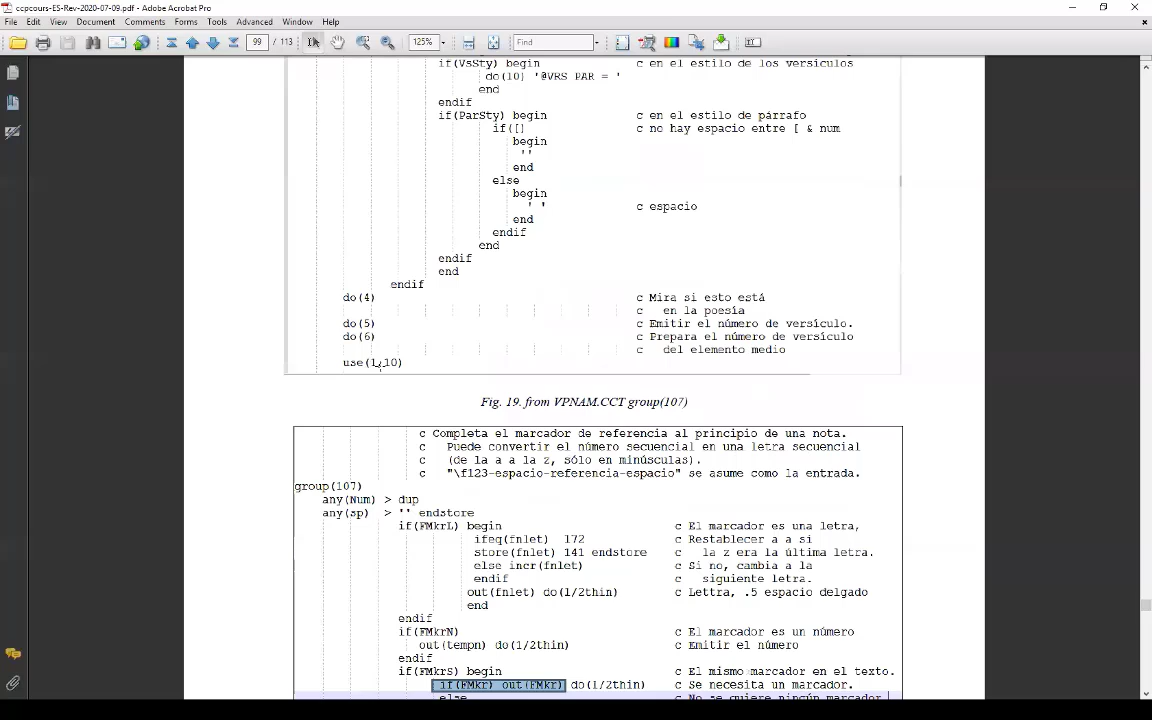 ccpcours-ES-Rev-2020-07-09.pdf - Adobe Acrobat Pro
File Edit View Document Comments Forms Tools Advanced Window Help
99 / 113 125% Find
if(VsSty) begin c en el estilo de los versículos
do(10) '@VRS PAR = '
end
endif
if(ParSty) begin c en el estilo de párrafo
if([) c no hay espacio entre [ & num
begin
''
end
else
begin
' ' c espacio
end
endif
end
endif
end
endif
do(4) c Mira si esto está
c en la poesía
do(5) c Emitir el número de versículo.
do(6) c Prepara el número de versículo
c del elemento medio
use(1,10)
Fig. 19. from VPNAM.CCT group(107)
c Completa el marcador de referencia al principio de una nota.
c Puede convertir el número secuencial en una letra secuencial
c (de la a a la z, sólo en minúsculas).
c "\f123-espacio-referencia-espacio" se asume como la entrada.
group(107)
any(Num) > dup
any(sp) > '' endstore
if(FMkrL) begin c El marcador es una letra,
ifeq(fnlet) 172 c Restablecer a a si
store(fnlet) 141 endstore c la z era la última letra.
else incr(fnlet) c Si no, cambia a la
endif c siguiente letra.
out(fnlet) do(1/2thin) c Lettra, .5 espacio delgado
end
endif
if(FMkrN) c El marcador es un número
out(tempn) do(1/2thin) c Emitir el número
endif
if(FMkrS) begin c El mismo marcador en el texto.
if(FMkr) out(FMkr) do(1/2thin) c Se necesita un marcador.
else c No se quiere ningún marcador